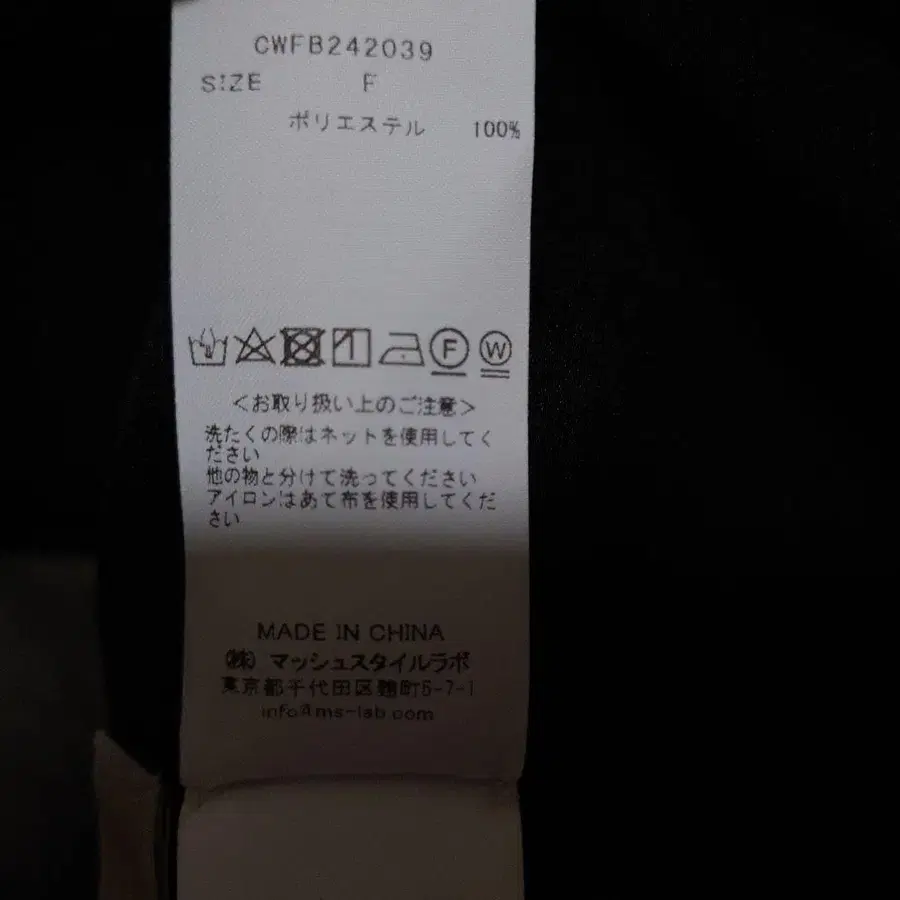 CWFB242039
SIZE F
ポリエステル 100%
F W
<お取り扱い上のご注意>
洗たくの際はネットを使用してく
ださい
他の物と分けて洗ってください
アイロンはあて布を使用してくだ
さい
MADE IN CHINA
(株) マッシュスタイルラボ
東京都千代田区麹町5-7-1
info@ms-lab.com